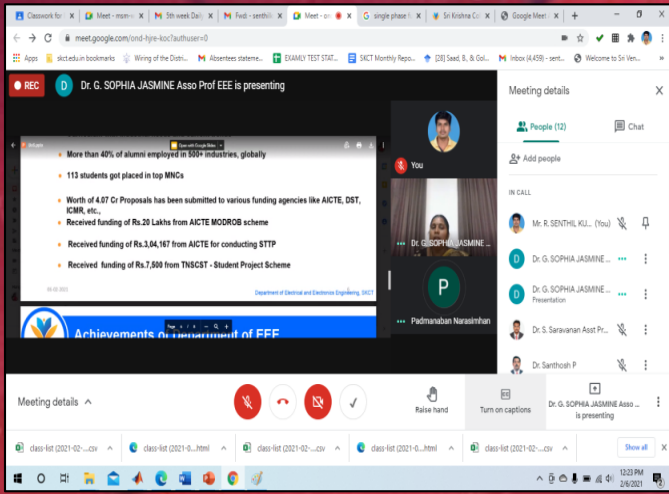 Classwork for
Meet - msm-v
M 5th week Dail
M Fwd: - senthilk
Meet - on
G single phase f
Sri Krishna Co
Google Meet
meet.google.com/ond-hjre-koc?authuser=0
Apps
skct.edu.in bookmarks
Wiring of the Distri...
Absentees stateme...
EXAMLY TEST STAT...
SKCT Monthly Repo...
[28] Saad, B., & Gol...
Inbox (4,459) - sent...
Welcome to Sri Ven...
REC
D
Dr. G. SOPHIA JASMINE Asso Prof EEE is presenting
Meeting details
X
People (12)
Chat
Add people
IN CALL
Open with Google Slides
• More than 40% of alumni employed in 500+ industries, globally
• 113 students got placed in top MNCs
• Worth of 4.07 Cr Proposals has been submitted to various funding agencies like AICTE, DST,
ICMR, etc.,
• Received funding of Rs.20 Lakhs from AICTE MODROB scheme
• Received funding of Rs.3,04,167 from AICTE for conducting STTP
• Received funding of Rs.7,500 from TNSCST - Student Project Scheme
Department of Electrical and Electronics Engineering, SKCT
Achievements of Department of EEE
Page
You
Dr. G. SOPHIA JASMINE ...
P
Padmanaban Narasimhan
Mr. R. SENTHIL KU... (You)
D
Dr. G. SOPHIA JASMINE ...
D
Dr. G. SOPHIA JASMINE ...
Presentation
Dr. S. Saravanan Asst Pr...
Dr. Santhosh P
Meeting details
Raise hand
Turn on captions
Dr. G. SOPHIA JASMINE Asso ...
is presenting
class-list (2021-02-....csv
class-list (2021-0...html
class-list (2021-02-....csv
class-list (2021-0...html
class-list (2021-02-....csv
Show all
X
12:23 PM
2/6/2021